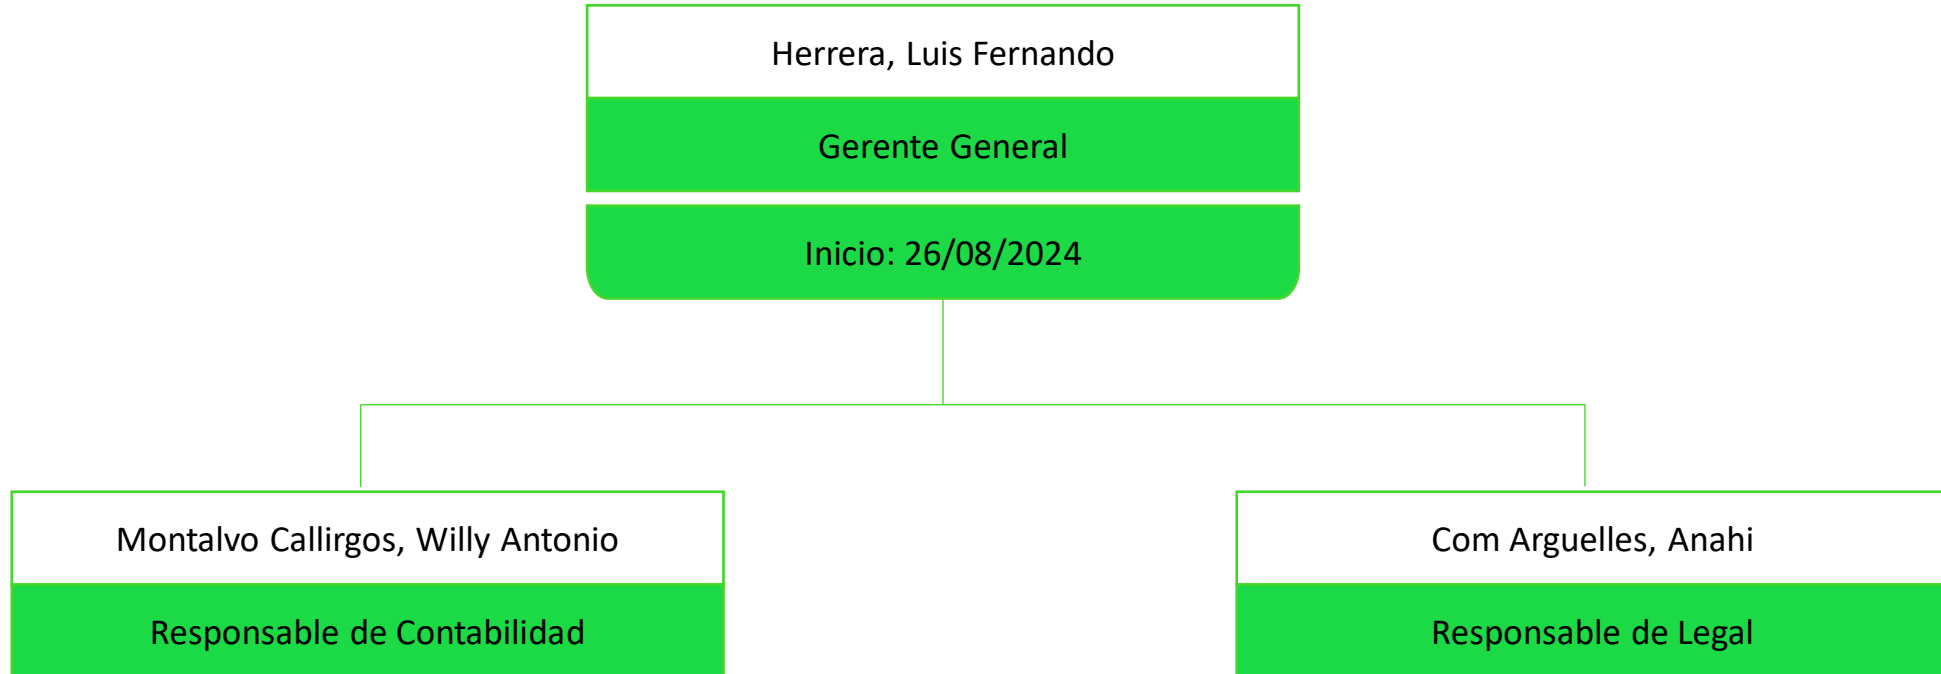 Herrera, Luis Fernando
Gerente General
Inicio: 26/08/2024
Montalvo Callirgos, Willy Antonio
Responsable de Contabilidad
Com Arguelles, Anahi
Responsable de Legal